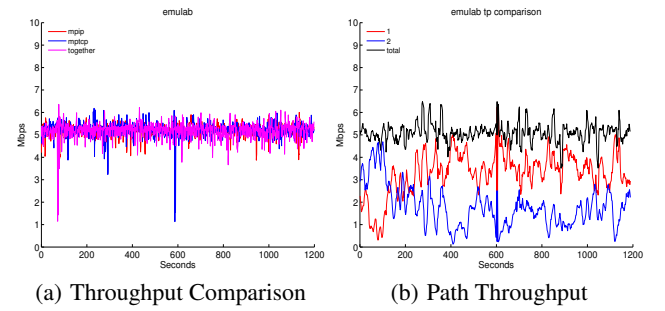 emulab
mpip
mptcp
together
10
9
8
7
6
5
4
3
2
1
0
Mbps
0 200 400 600 800 1000 1200
Seconds
(a) Throughput Comparison
emulab tp comparison
1
2
total
10
9
8
7
6
5
4
3
2
1
0
Mbps
0 200 400 600 800 1000 1200
Seconds
(b) Path Throughput